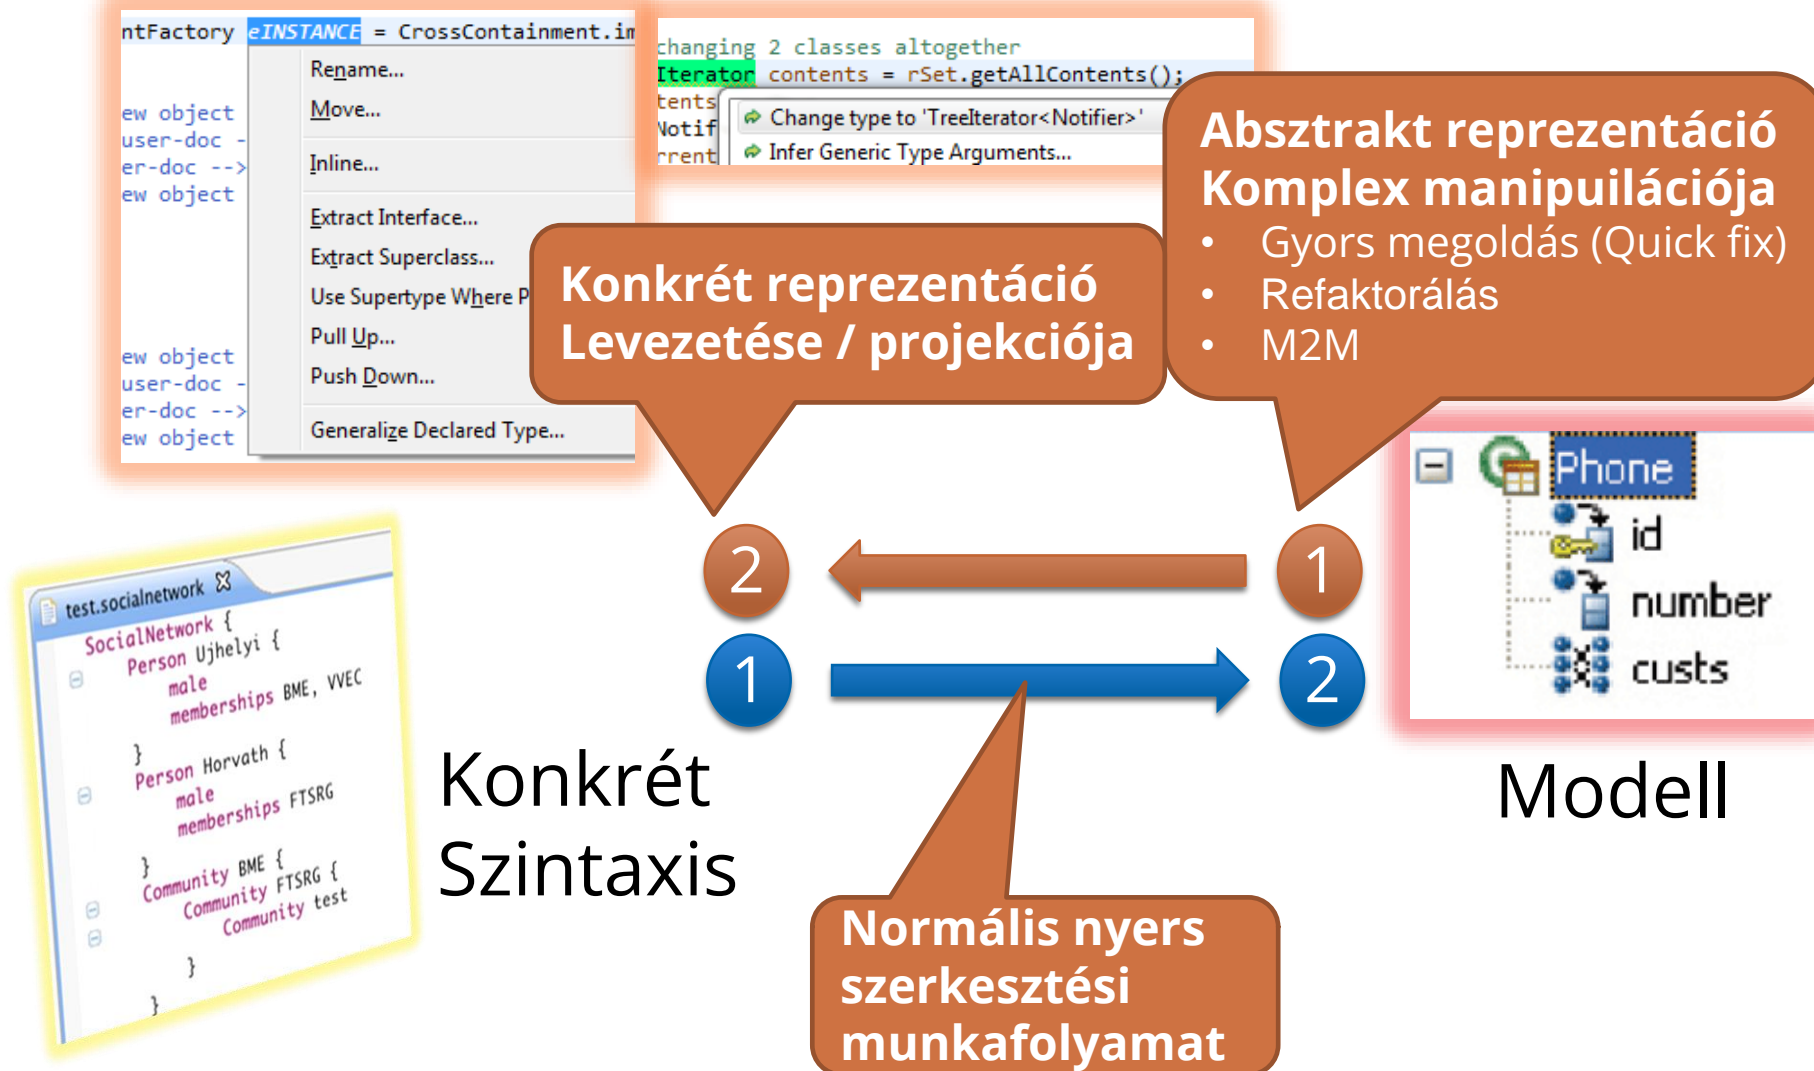 ntFactory eINSTANCE = CrossContainment.im
Rename...
Move...
Inline...
Extract Interface...
Extract Superclass...
Use Supertype Where P
Pull Up...
Push Down...
Generalize Declared Type...
ew object
user-doc -
er-doc -->
ew object
ew object
user-doc -
er-doc -->
ew object
changing 2 classes altogether
Iterator contents = rSet.getAllContents();
tents
Notif
rrent
Change type to 'TreeIterator<Notifier>'
Infer Generic Type Arguments...
Absztrakt reprezentáció
Komplex manipuilációja
• Gyors megoldás (Quick fix)
• Refaktorálás
• M2M
Konkrét reprezentáció
Levezetése / projekciója
2
1
1
2
Phone
id
number
custs
test.socialnetwork
SocialNetwork {
Person Ujhelyi {
male
memberships BME, VVEC
}
Person Horvath {
male
memberships FTSRG
}
Community BME {
Community FTSRG {
Community test
}
}
Konkrét
Szintaxis
Modell
Normális nyers
szerkesztési
munkafolyamat